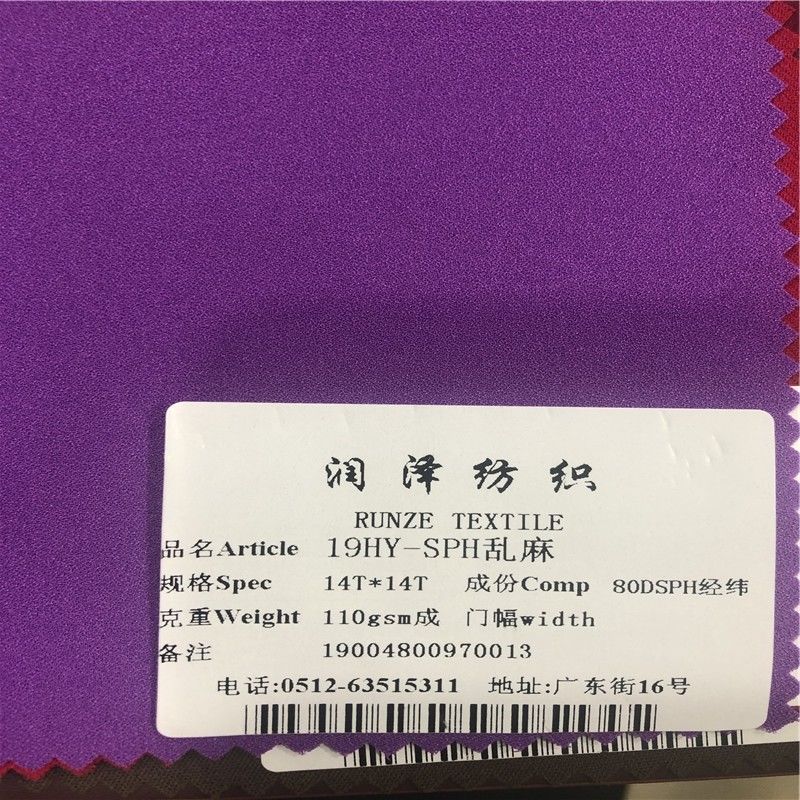 润泽纺织
RUNZE TEXTILE
品名Article 19HY-SPH乱麻
规格Spec 14T*14T 成份Comp 80DSPH经纬
克重Weight 110gsm成 门幅width
备注 19004800970013
电话:0512-63515311 地址:广东街16号